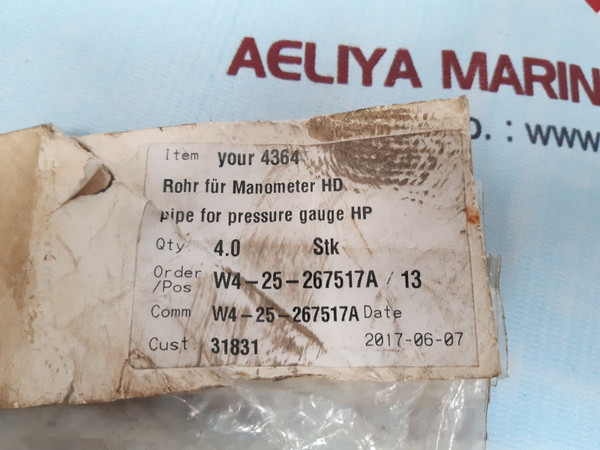 AELIYA MARIN
. : www.
Item your 4364
Rohr für Manometer HD
pipe for pressure gauge HP
Qty 4.0 Stk
Order /Pos W4-25-267517A / 13
Comm W4-25-267517A Date
Cust 31831 2017-06-07